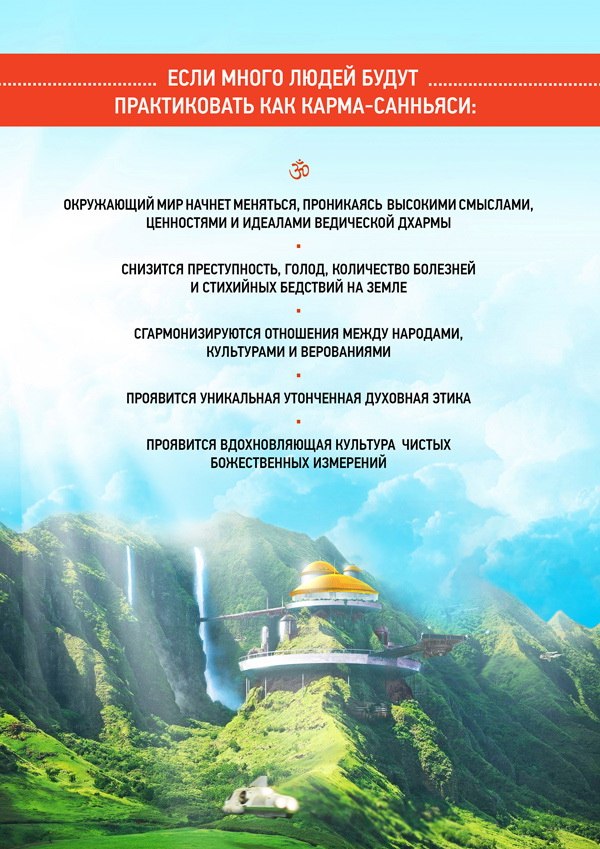 ЕСЛИ МНОГО ЛЮДЕЙ БУДУТ
ПРАКТИКОВАТЬ КАК КАРМА-САННЬЯСИ:
ॐ
ОКРУЖАЮЩИЙ МИР НАЧНЕТ МЕНЯТЬСЯ, ПРОНИКАЯСЬ ВЫСОКИМИ СМЫСЛАМИ,
ЦЕННОСТЯМИ И ИДЕАЛАМИ ВЕДИЧЕСКОЙ ДХАРМЫ
СНИЗИТСЯ ПРЕСТУПНОСТЬ, ГОЛОД, КОЛИЧЕСТВО БОЛЕЗНЕЙ
И СТИХИЙНЫХ БЕДСТВИЙ НА ЗЕМЛЕ
СГАРМОНИЗИРУЮТСЯ ОТНОШЕНИЯ МЕЖДУ НАРОДАМИ,
КУЛЬТУРАМИ И ВЕРОВАНИЯМИ
ПРОЯВИТСЯ УНИКАЛЬНАЯ УТОНЧЕННАЯ ДУХОВНАЯ ЭТИКА
ПРОЯВИТСЯ ВДОХНОВЛЯЮЩАЯ КУЛЬТУРА ЧИСТЫХ
БОЖЕСТВЕННЫХ ИЗМЕРЕНИЙ